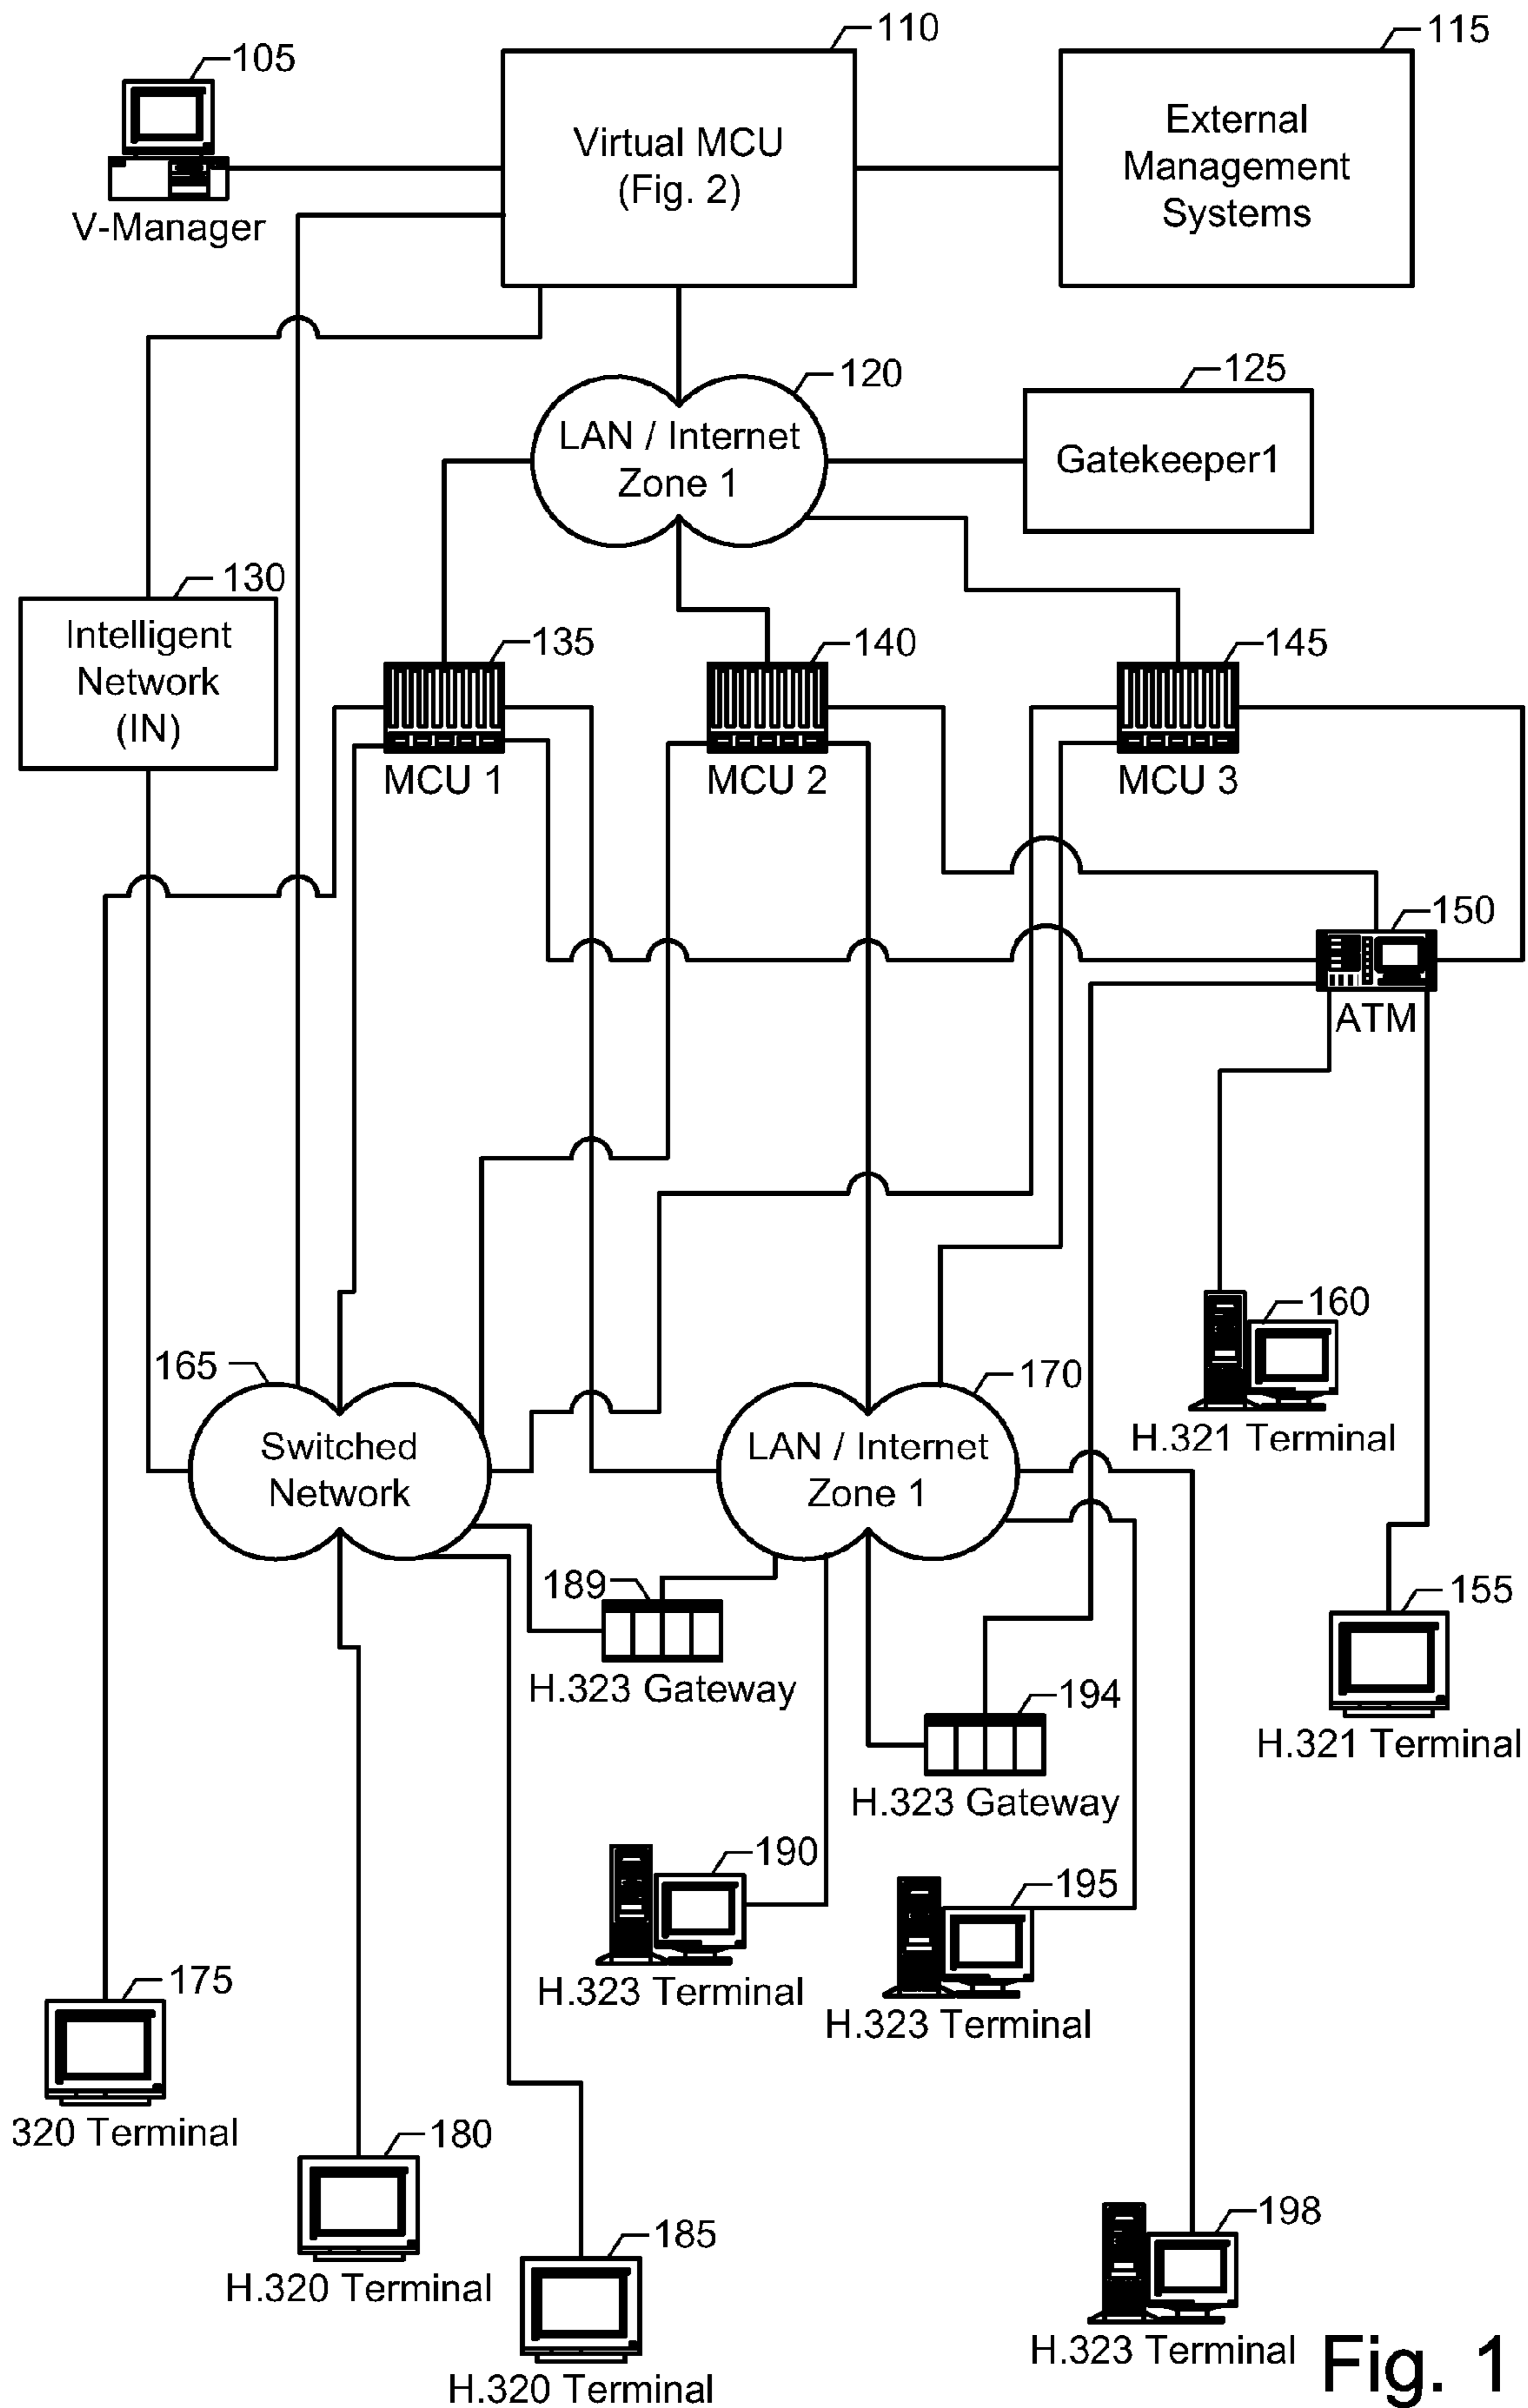 105
110
115
Virtual MCU
(Fig. 2)
External
Management
Systems
V-Manager
120
125
LAN / Internet
Zone 1
Gatekeeper1
130
Intelligent
Network
(IN)
135
140
145
MCU 1
MCU 2
MCU 3
150
ATM
160
H.321 Terminal
165
170
Switched
Network
LAN / Internet
Zone 1
189
H.323 Gateway
155
H.321 Terminal
194
H.323 Gateway
190
H.323 Terminal
195
H.323 Terminal
175
320 Terminal
180
H.320 Terminal
185
H.320 Terminal
198
H.323 Terminal
Fig. 1